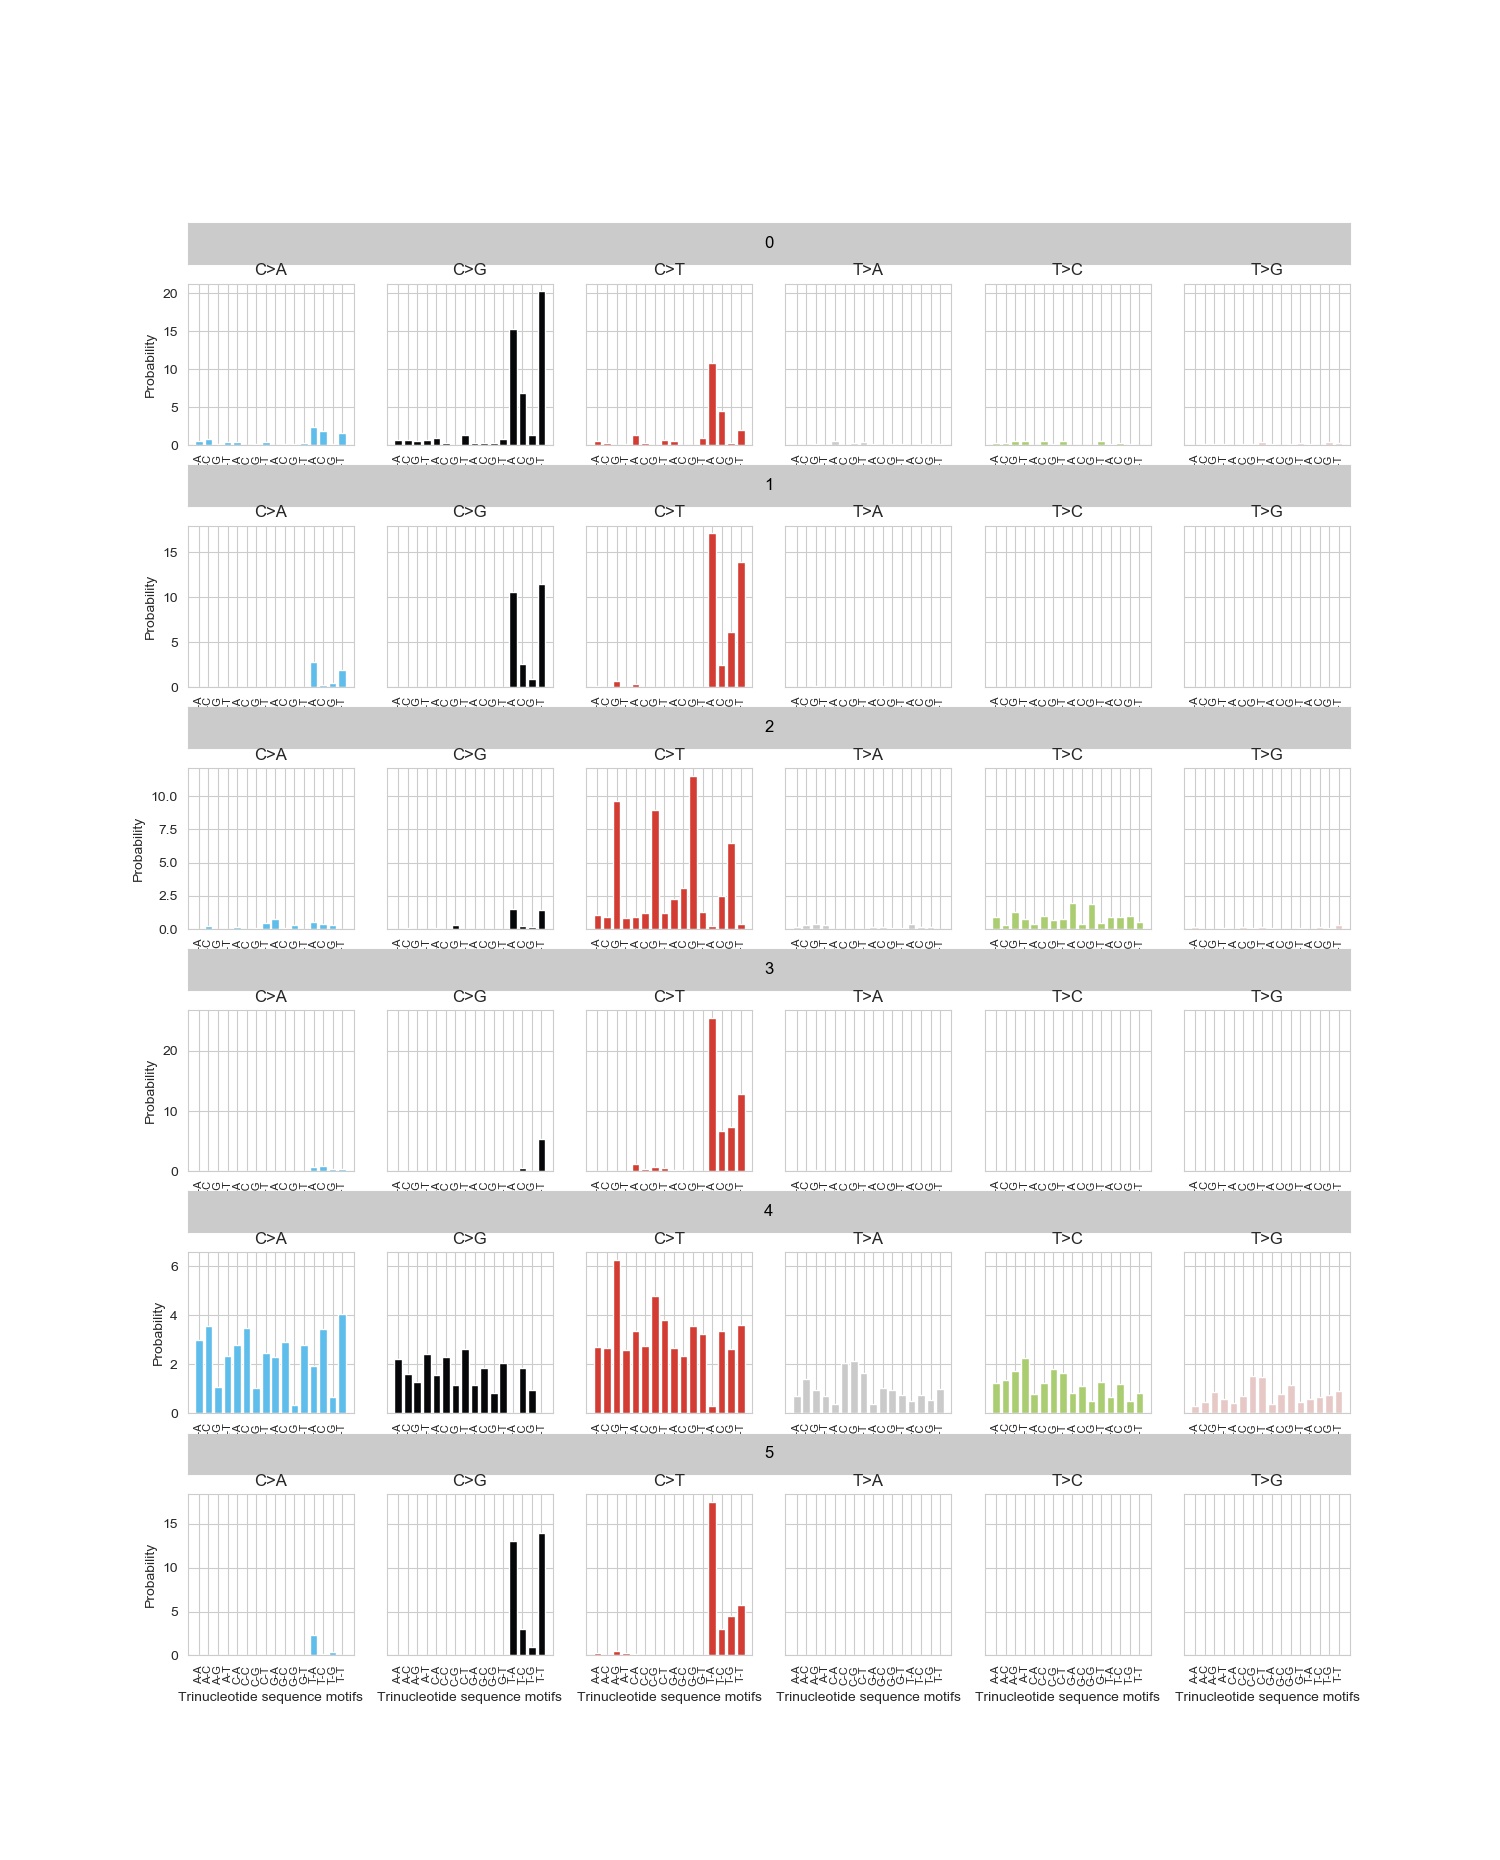 0
C>A C>G C>T T>A T>C T>G
20
15
10
5
0
Probability
-A -C -G -T -A -C -G -T -A -C -G -T -A -C -G -T
1
C>A C>G C>T T>A T>C T>G
15
10
5
0
Probability
-A -C -G -T -A -C -G -T -A -C -G -T -A -C -G -T
2
C>A C>G C>T T>A T>C T>G
10.0
7.5
5.0
2.5
0.0
Probability
-A -C -G -T -A -C -G -T -A -C -G -T -A -C -G -T
3
C>A C>G C>T T>A T>C T>G
20
10
0
Probability
-A -C -G -T -A -C -G -T -A -C -G -T -A -C -G -T
4
C>A C>G C>T T>A T>C T>G
6
4
2
0
Probability
-A -C -G -T -A -C -G -T -A -C -G -T -A -C -G -T
5
C>A C>G C>T T>A T>C T>G
15
10
5
0
Probability
A-A A-C A-G A-T C-A C-C C-G C-T G-A G-C G-G G-T T-A T-C T-G T-T
Trinucleotide sequence motifs Trinucleotide sequence motifs Trinucleotide sequence motifs Trinucleotide sequence motifs Trinucleotide sequence motifs Trinucleotide sequence motifs